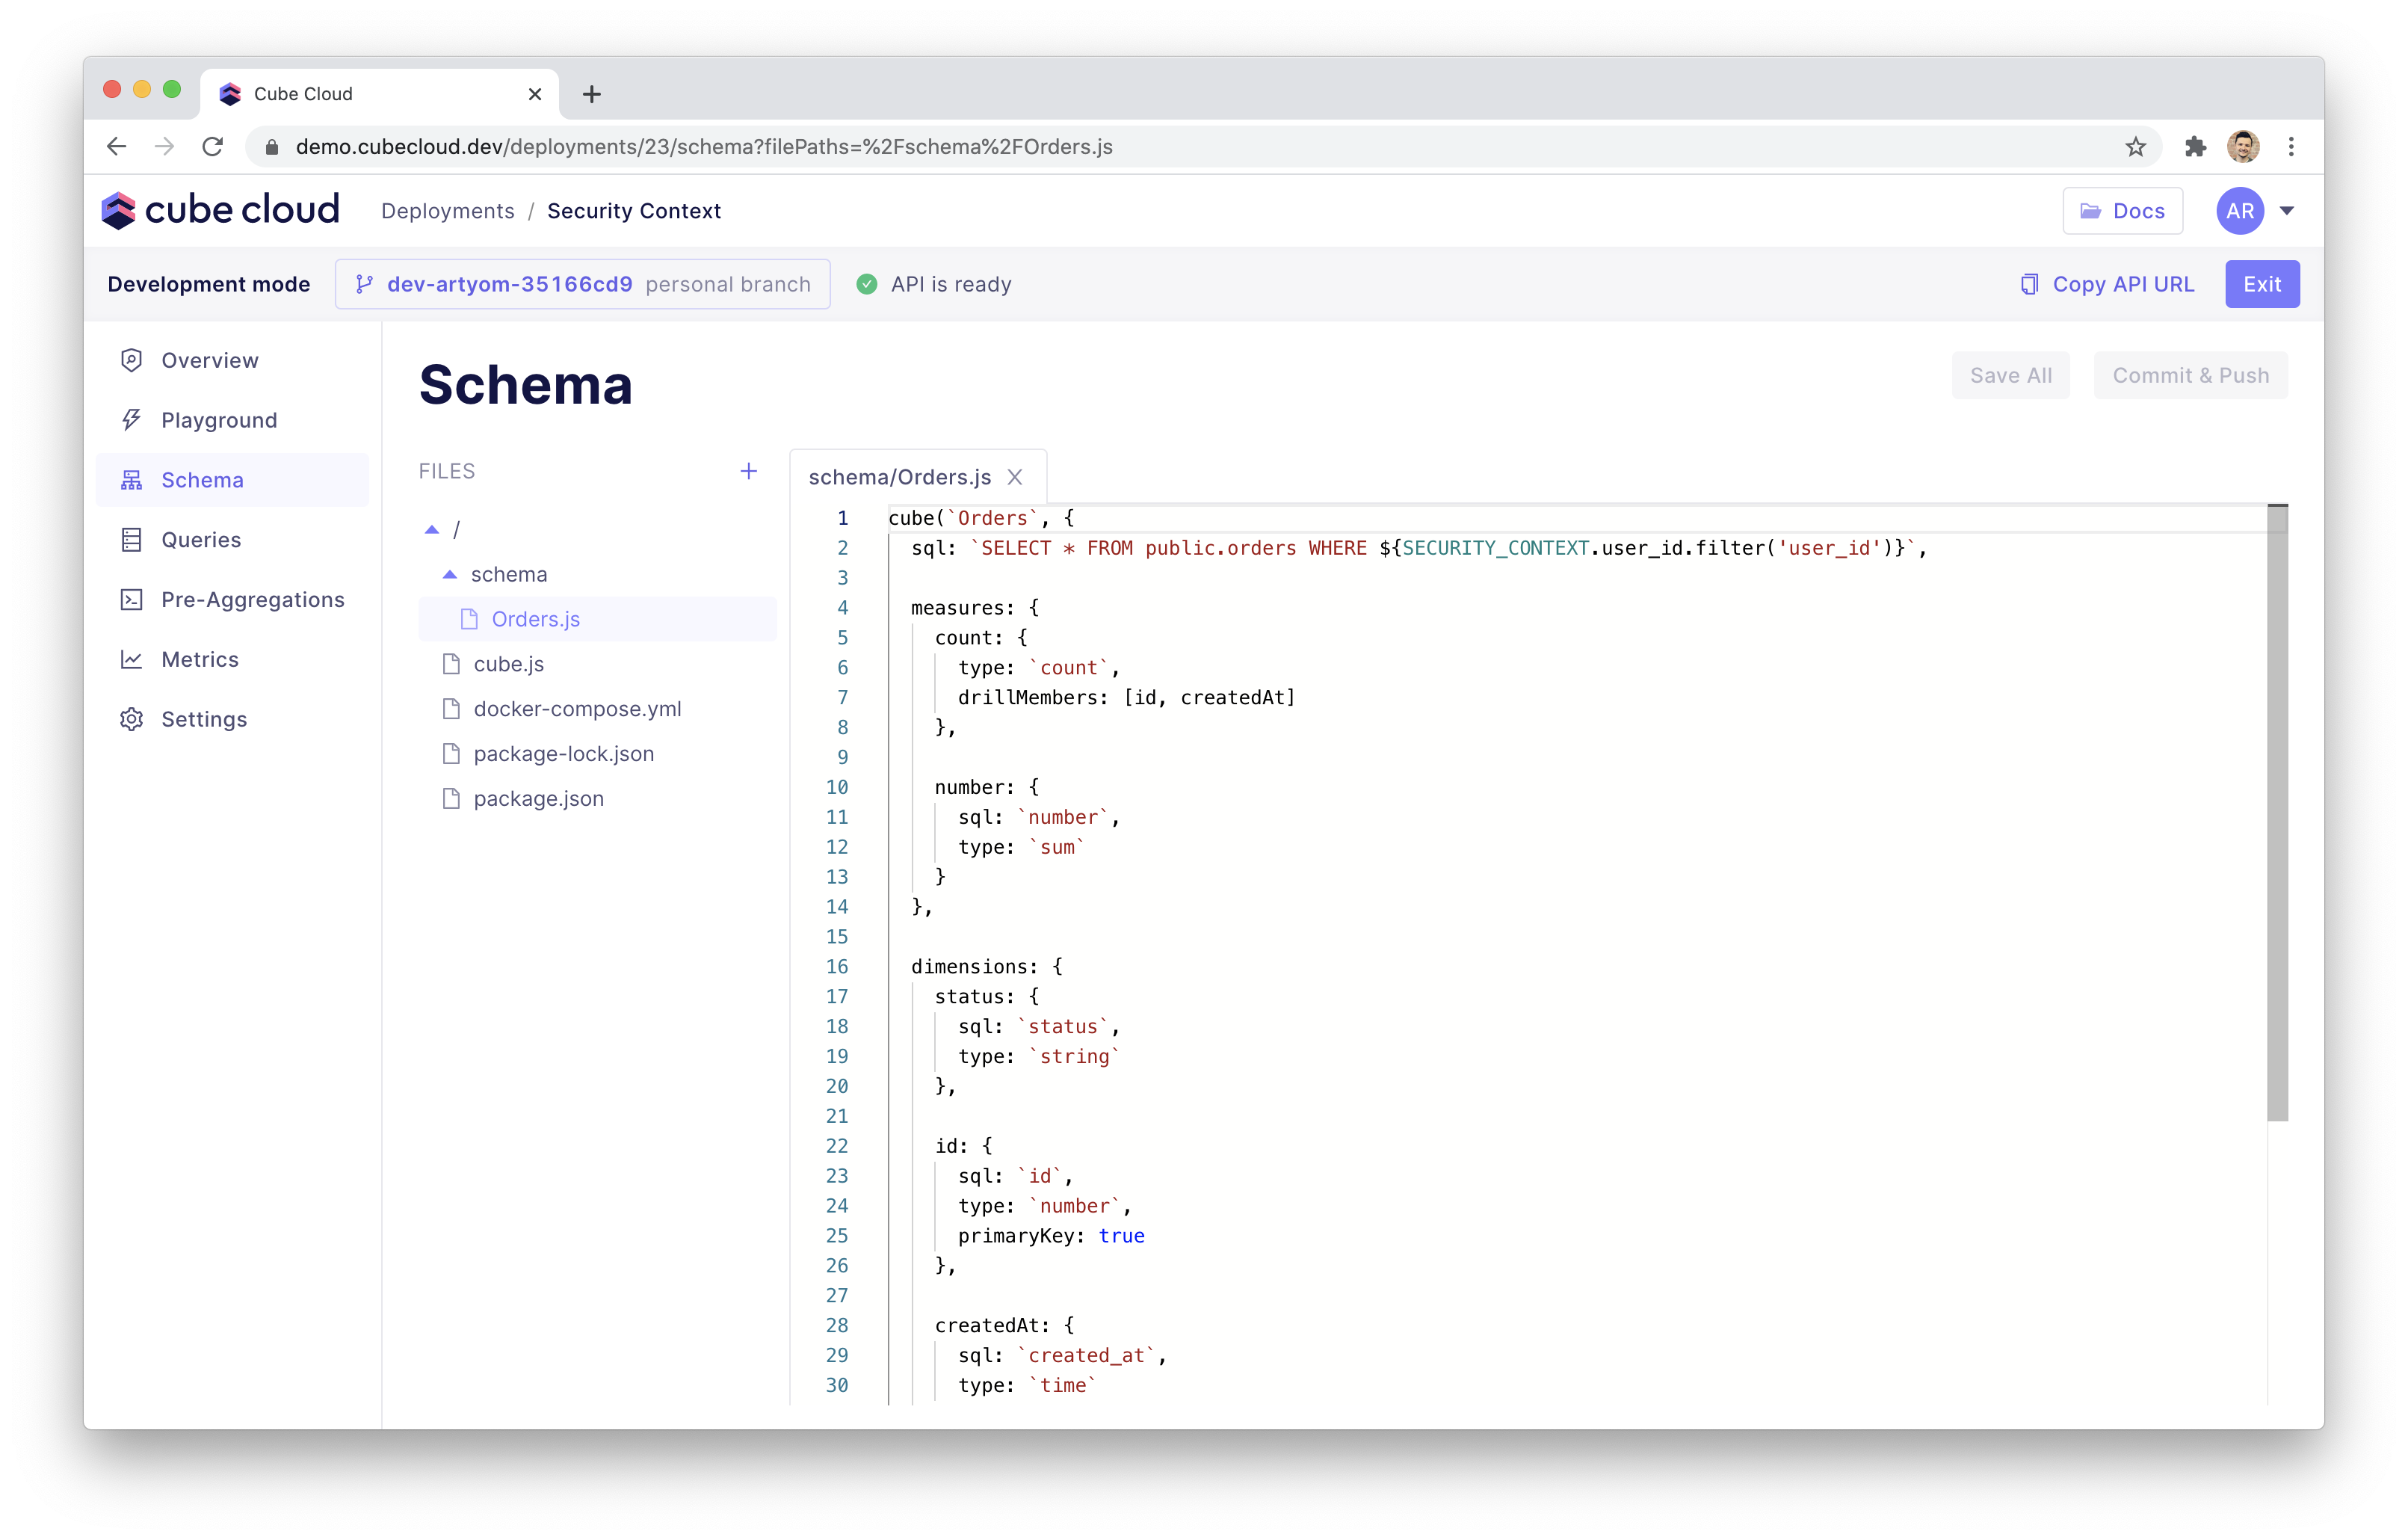 Cube Cloud
demo.cubecloud.dev/deployments/23/schema?filePaths=%2Fschema%2FOrders.js
cube cloud
Deployments / Security Context
Docs
AR
Development mode
dev-artyom-35166cd9 personal branch
API is ready
Copy API URL
Exit
Overview
Playground
Schema
Queries
Pre-Aggregations
Metrics
Settings
Schema
Save All
Commit & Push
FILES
/
schema
Orders.js
cube.js
docker-compose.yml
package-lock.json
package.json
schema/Orders.js
1 cube(`Orders`, {
2   sql: `SELECT * FROM public.orders WHERE ${SECURITY_CONTEXT.user_id.filter('user_id')}`,
3
4   measures: {
5     count: {
6       type: `count`,
7       drillMembers: [id, createdAt]
8     },
9
10     number: {
11       sql: `number`,
12       type: `sum`
13     }
14   },
15
16   dimensions: {
17     status: {
18       sql: `status`,
19       type: `string`
20     },
21
22     id: {
23       sql: `id`,
24       type: `number`,
25       primaryKey: true
26     },
27
28     createdAt: {
29       sql: `created_at`,
30       type: `time`